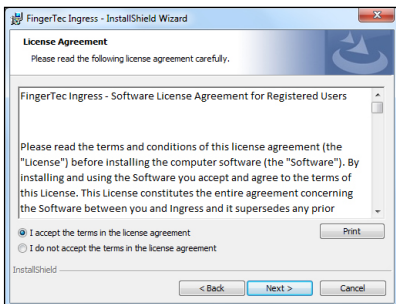 FingerTec Ingress - InstallShield Wizard
License Agreement
Please read the following license agreement carefully.
FingerTec Ingress - Software License Agreement for Registered Users
Please read the terms and conditions of this license agreement (the
"License") before installing the computer software (the "Software"). By
installing and using the Software you accept and agree to the terms of
this License. This License constitutes the entire agreement concerning
the Software between you and Ingress and it supersedes any prior
I accept the terms in the license agreement
Print
I do not accept the terms in the license agreement
InstallShield
< Back
Next >
Cancel